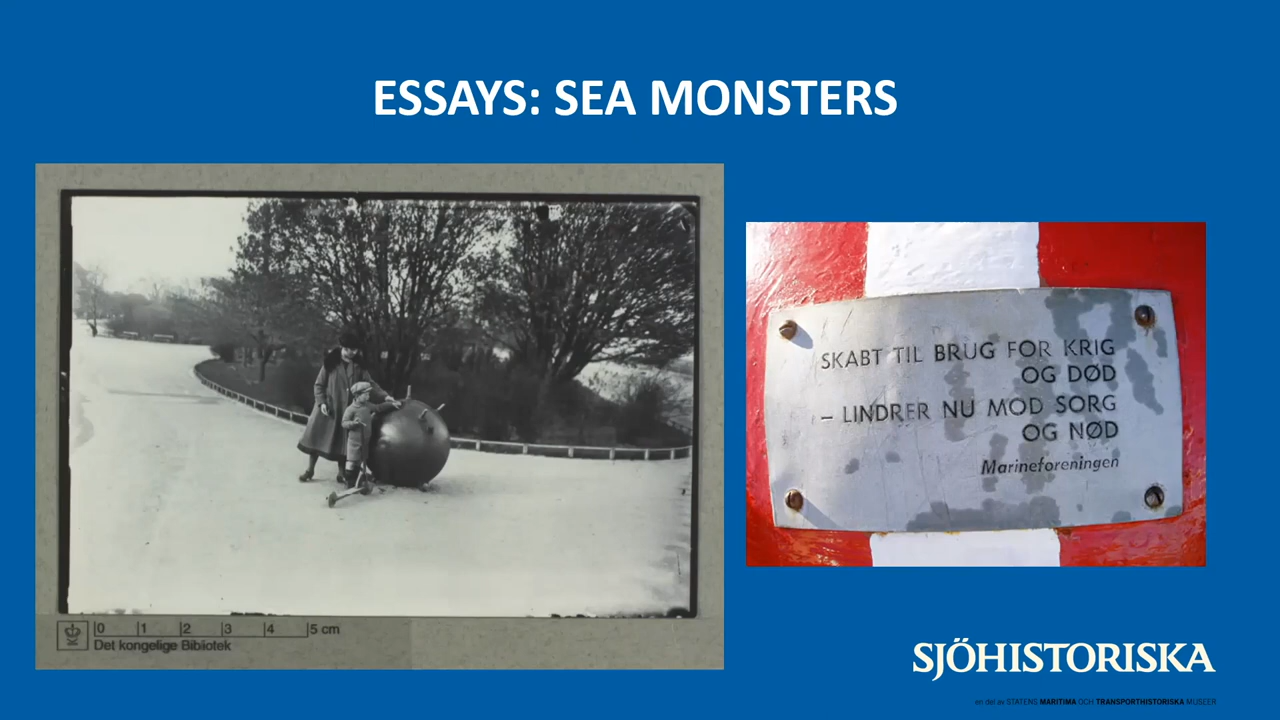 ESSAYS: SEA MONSTERS
0 1 2 3 4 5 cm
Det kongelige Bibliotek
SKABT TIL BRUG FOR KRIG
OG DØD
– LINDRER NU MOD SORG
OG NØD
Marineforeningen
SJÖHISTORISKA
en del av STATENS MARITIMA OCH TRANSPORTHISTORISKA MUSEER